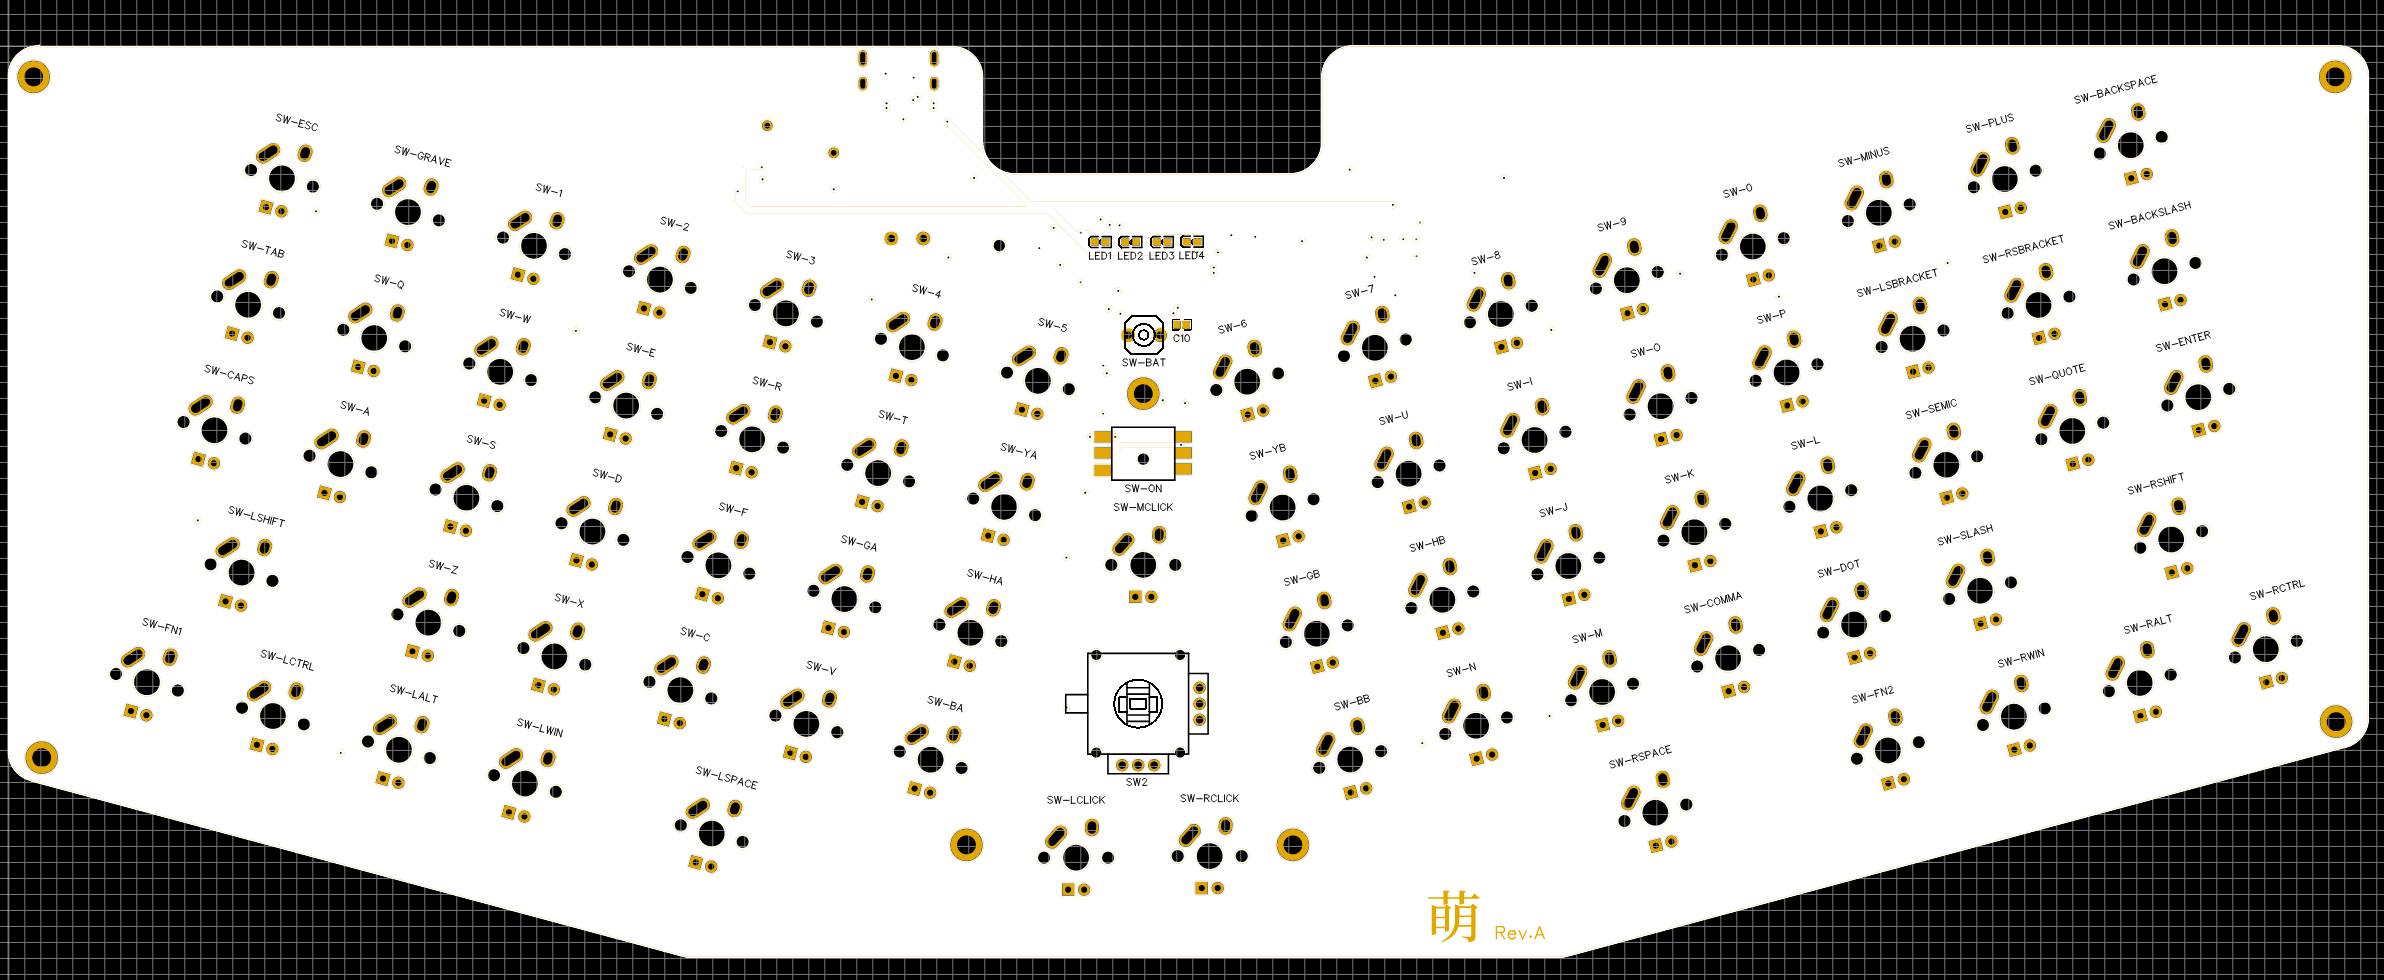 SW-ESC
SW-GRAVE
SW-1
SW-2
SW-3
SW-4
SW-5
SW-6
SW-7
SW-8
SW-9
SW-0
SW-MINUS
SW-PLUS
SW-BACKSPACE
LED1 LED2 LED3 LED4
SW-BAT
C10
SW-TAB
SW-Q
SW-W
SW-E
SW-R
SW-T
SW-YA
SW-YB
SW-U
SW-I
SW-O
SW-P
SW-LSBRACKET
SW-RSBRACKET
SW-BACKSLASH
SW-ON
SW-MCLICK
SW-CAPS
SW-A
SW-S
SW-D
SW-F
SW-GA
SW-HA
SW-GB
SW-HB
SW-J
SW-K
SW-L
SW-SEMIC
SW-QUOTE
SW-ENTER
SW-LSHIFT
SW-Z
SW-X
SW-C
SW-V
SW-BA
SW-BB
SW-N
SW-M
SW-COMMA
SW-DOT
SW-SLASH
SW-RSHIFT
SW2
SW-FN1
SW-LCTRL
SW-LALT
SW-LWIN
SW-LSPACE
SW-LCLICK
SW-RCLICK
SW-RSPACE
SW-FN2
SW-RWIN
SW-RALT
SW-RCTRL
萌 Rev.A